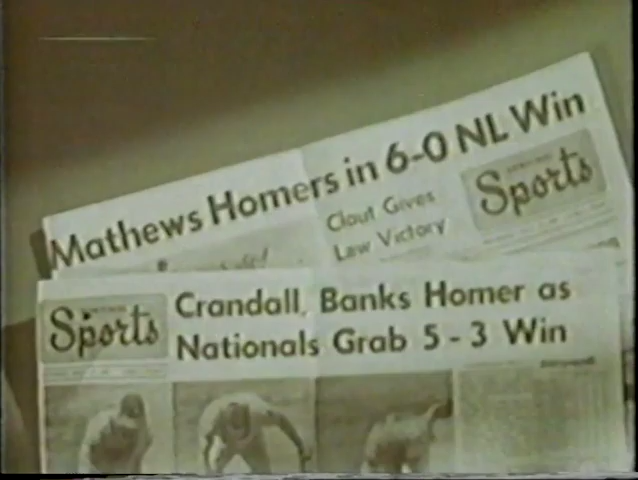 Mathews Homers in 6-0 NL Win
Clout Gives
Law Victory
Sports
Sports
Crandall, Banks Homer as
Nationals Grab 5-3 Win